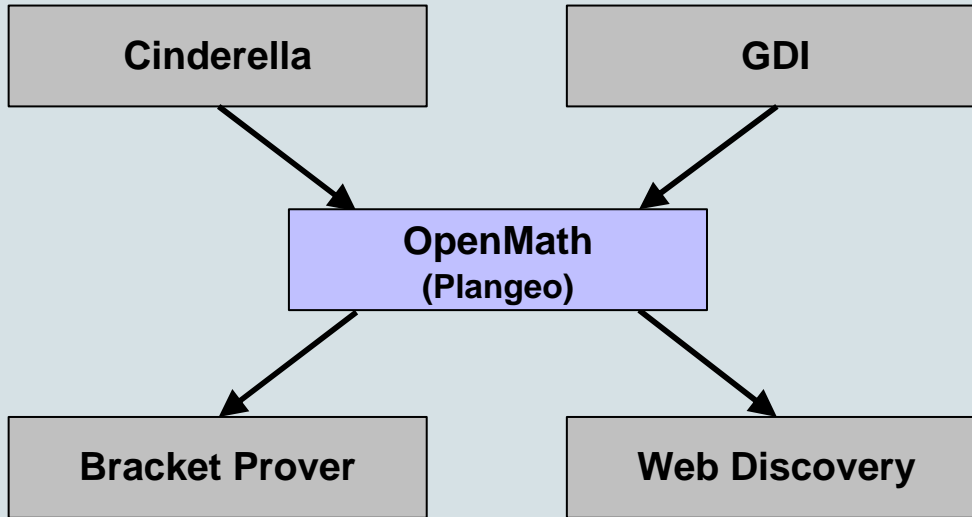 Cinderella
GDI
OpenMath
(Plangeo)
Bracket Prover
Web Discovery